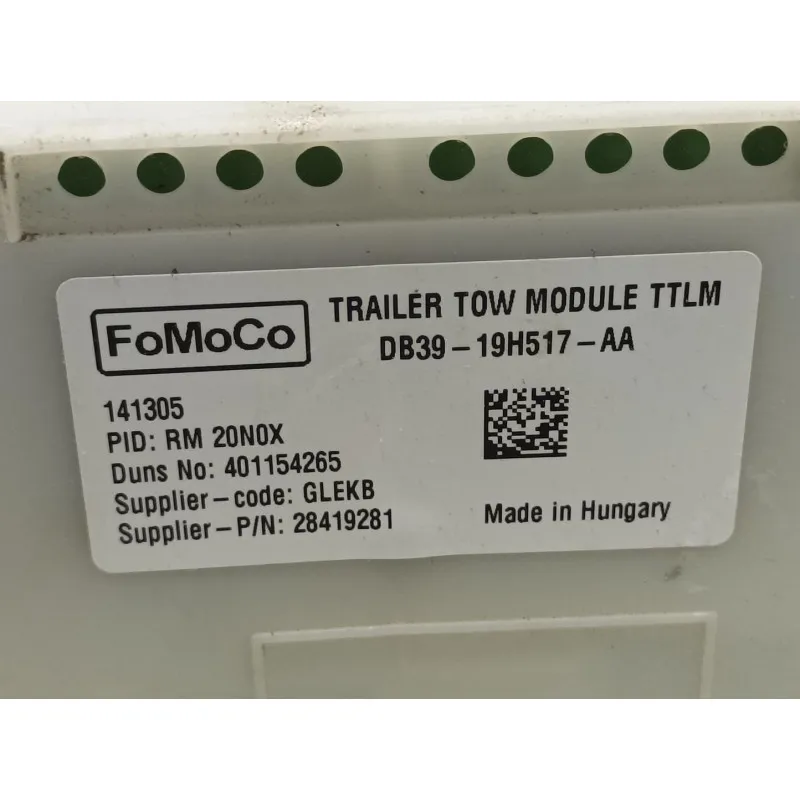 FoMoCo
TRAILER TOW MODULE TTLM
DB39-19H517-AA
141305
PID: RM 20N0X
Duns No: 401154265
Supplier-code: GLEKB
Supplier-P/N: 28419281
Made in Hungary